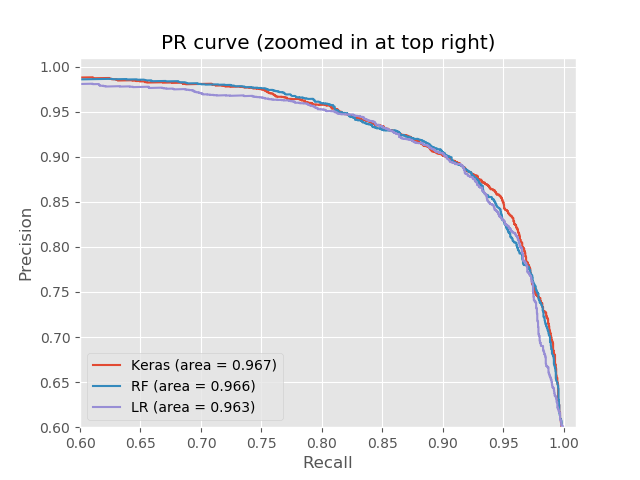 PR curve (zoomed in at top right)
1.00
0.95
0.90
0.85
0.80
0.75
0.70
0.65
0.60
Precision
Keras (area = 0.967)
RF (area = 0.966)
LR (area = 0.963)
0.60 0.65 0.70 0.75 0.80 0.85 0.90 0.95 1.00
Recall